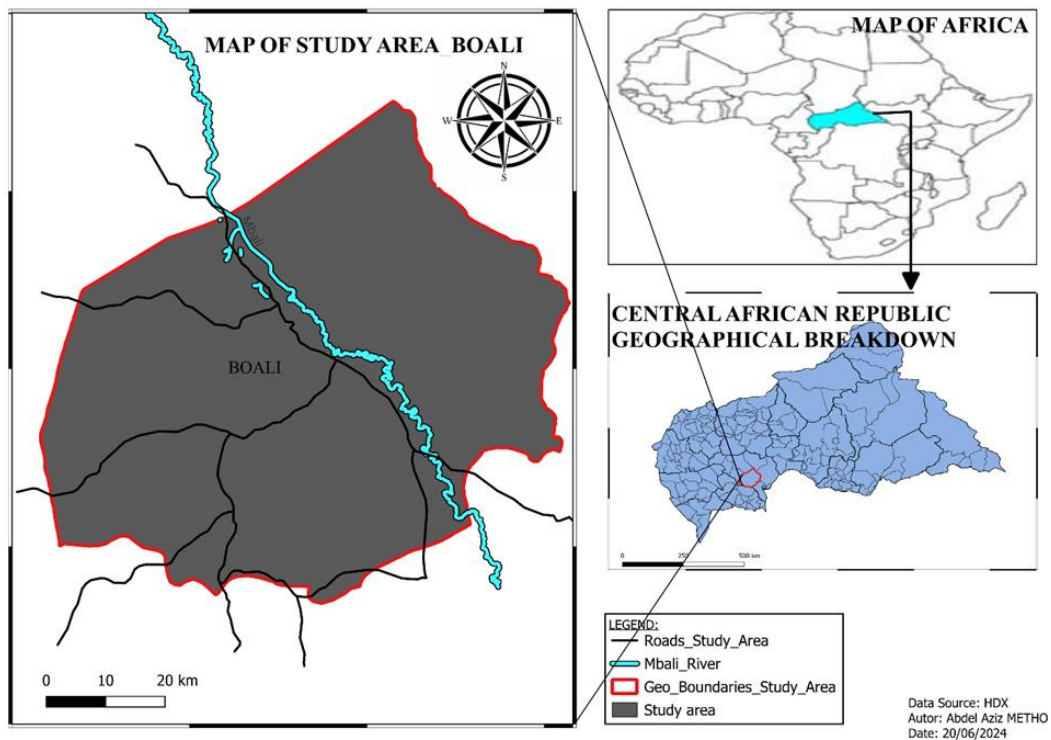 MAP OF STUDY AREA_BOALI
N
W
E
S
Mbali
BOALI
0 10 20 km
MAP OF AFRICA
CENTRAL AFRICAN REPUBLIC
GEOGRAPHICAL BREAKDOWN
0 250 500 km
LEGEND:
Roads_Study_Area
Mbali_River
Geo_Boundaries_Study_Area
Study area
Data Source: HDX
Autor: Abdel Aziz METHO
Date: 20/06/2024